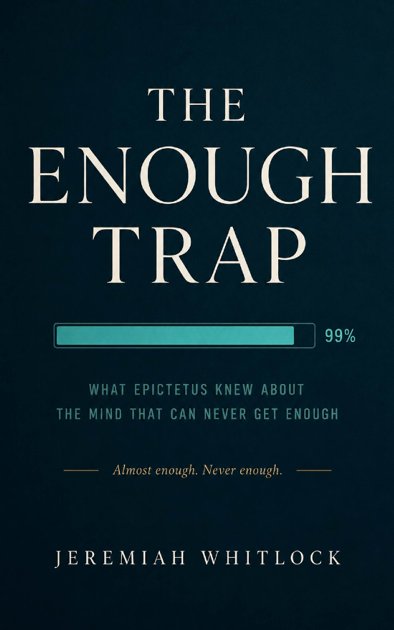 THE
ENOUGH
TRAP
99%
WHAT EPICTETUS KNEW ABOUT
THE MIND THAT CAN NEVER GET ENOUGH
Almost enough. Never enough.
JEREMIAH WHITLOCK